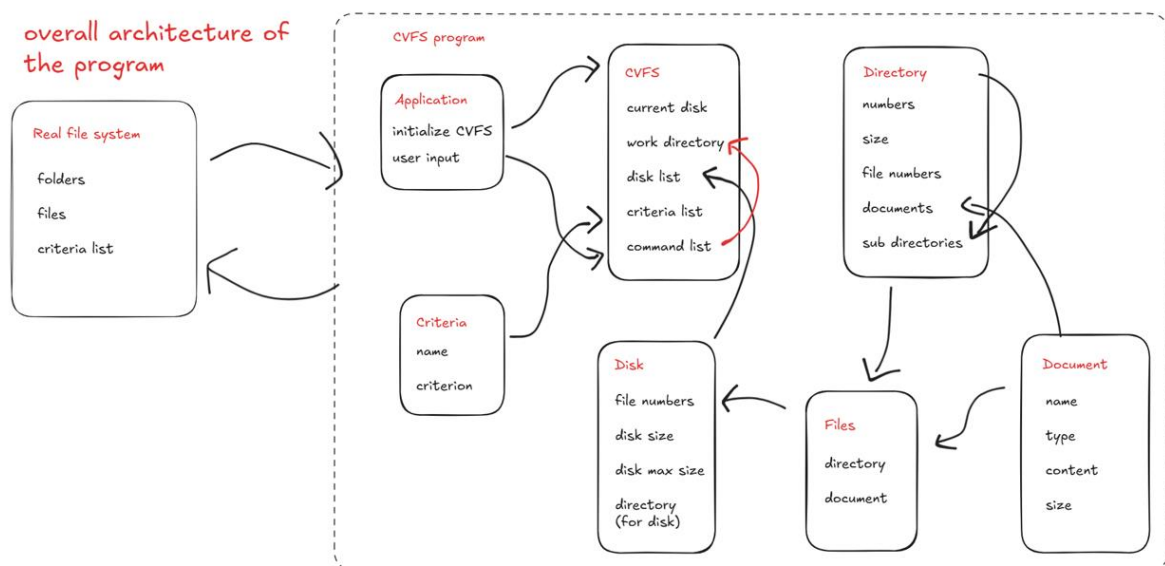 overall architecture of
the program
Real file system
folders
files
criteria list
CVFS program
Application
initialize CVFS
user input
CVFS
current disk
work directory
disk list
criteria list
command list
Directory
numbers
size
file numbers
documents
sub directories
Criteria
name
criterion
Disk
file numbers
disk size
disk max size
directory
(for disk)
Files
directory
document
Document
name
type
content
size